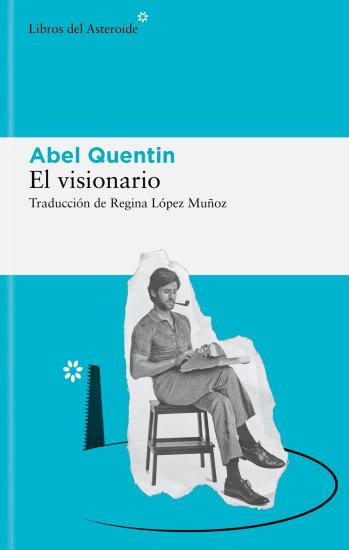 Libros del Asteroide
Abel Quentin
El visionario
Traducción de Regina López Muñoz